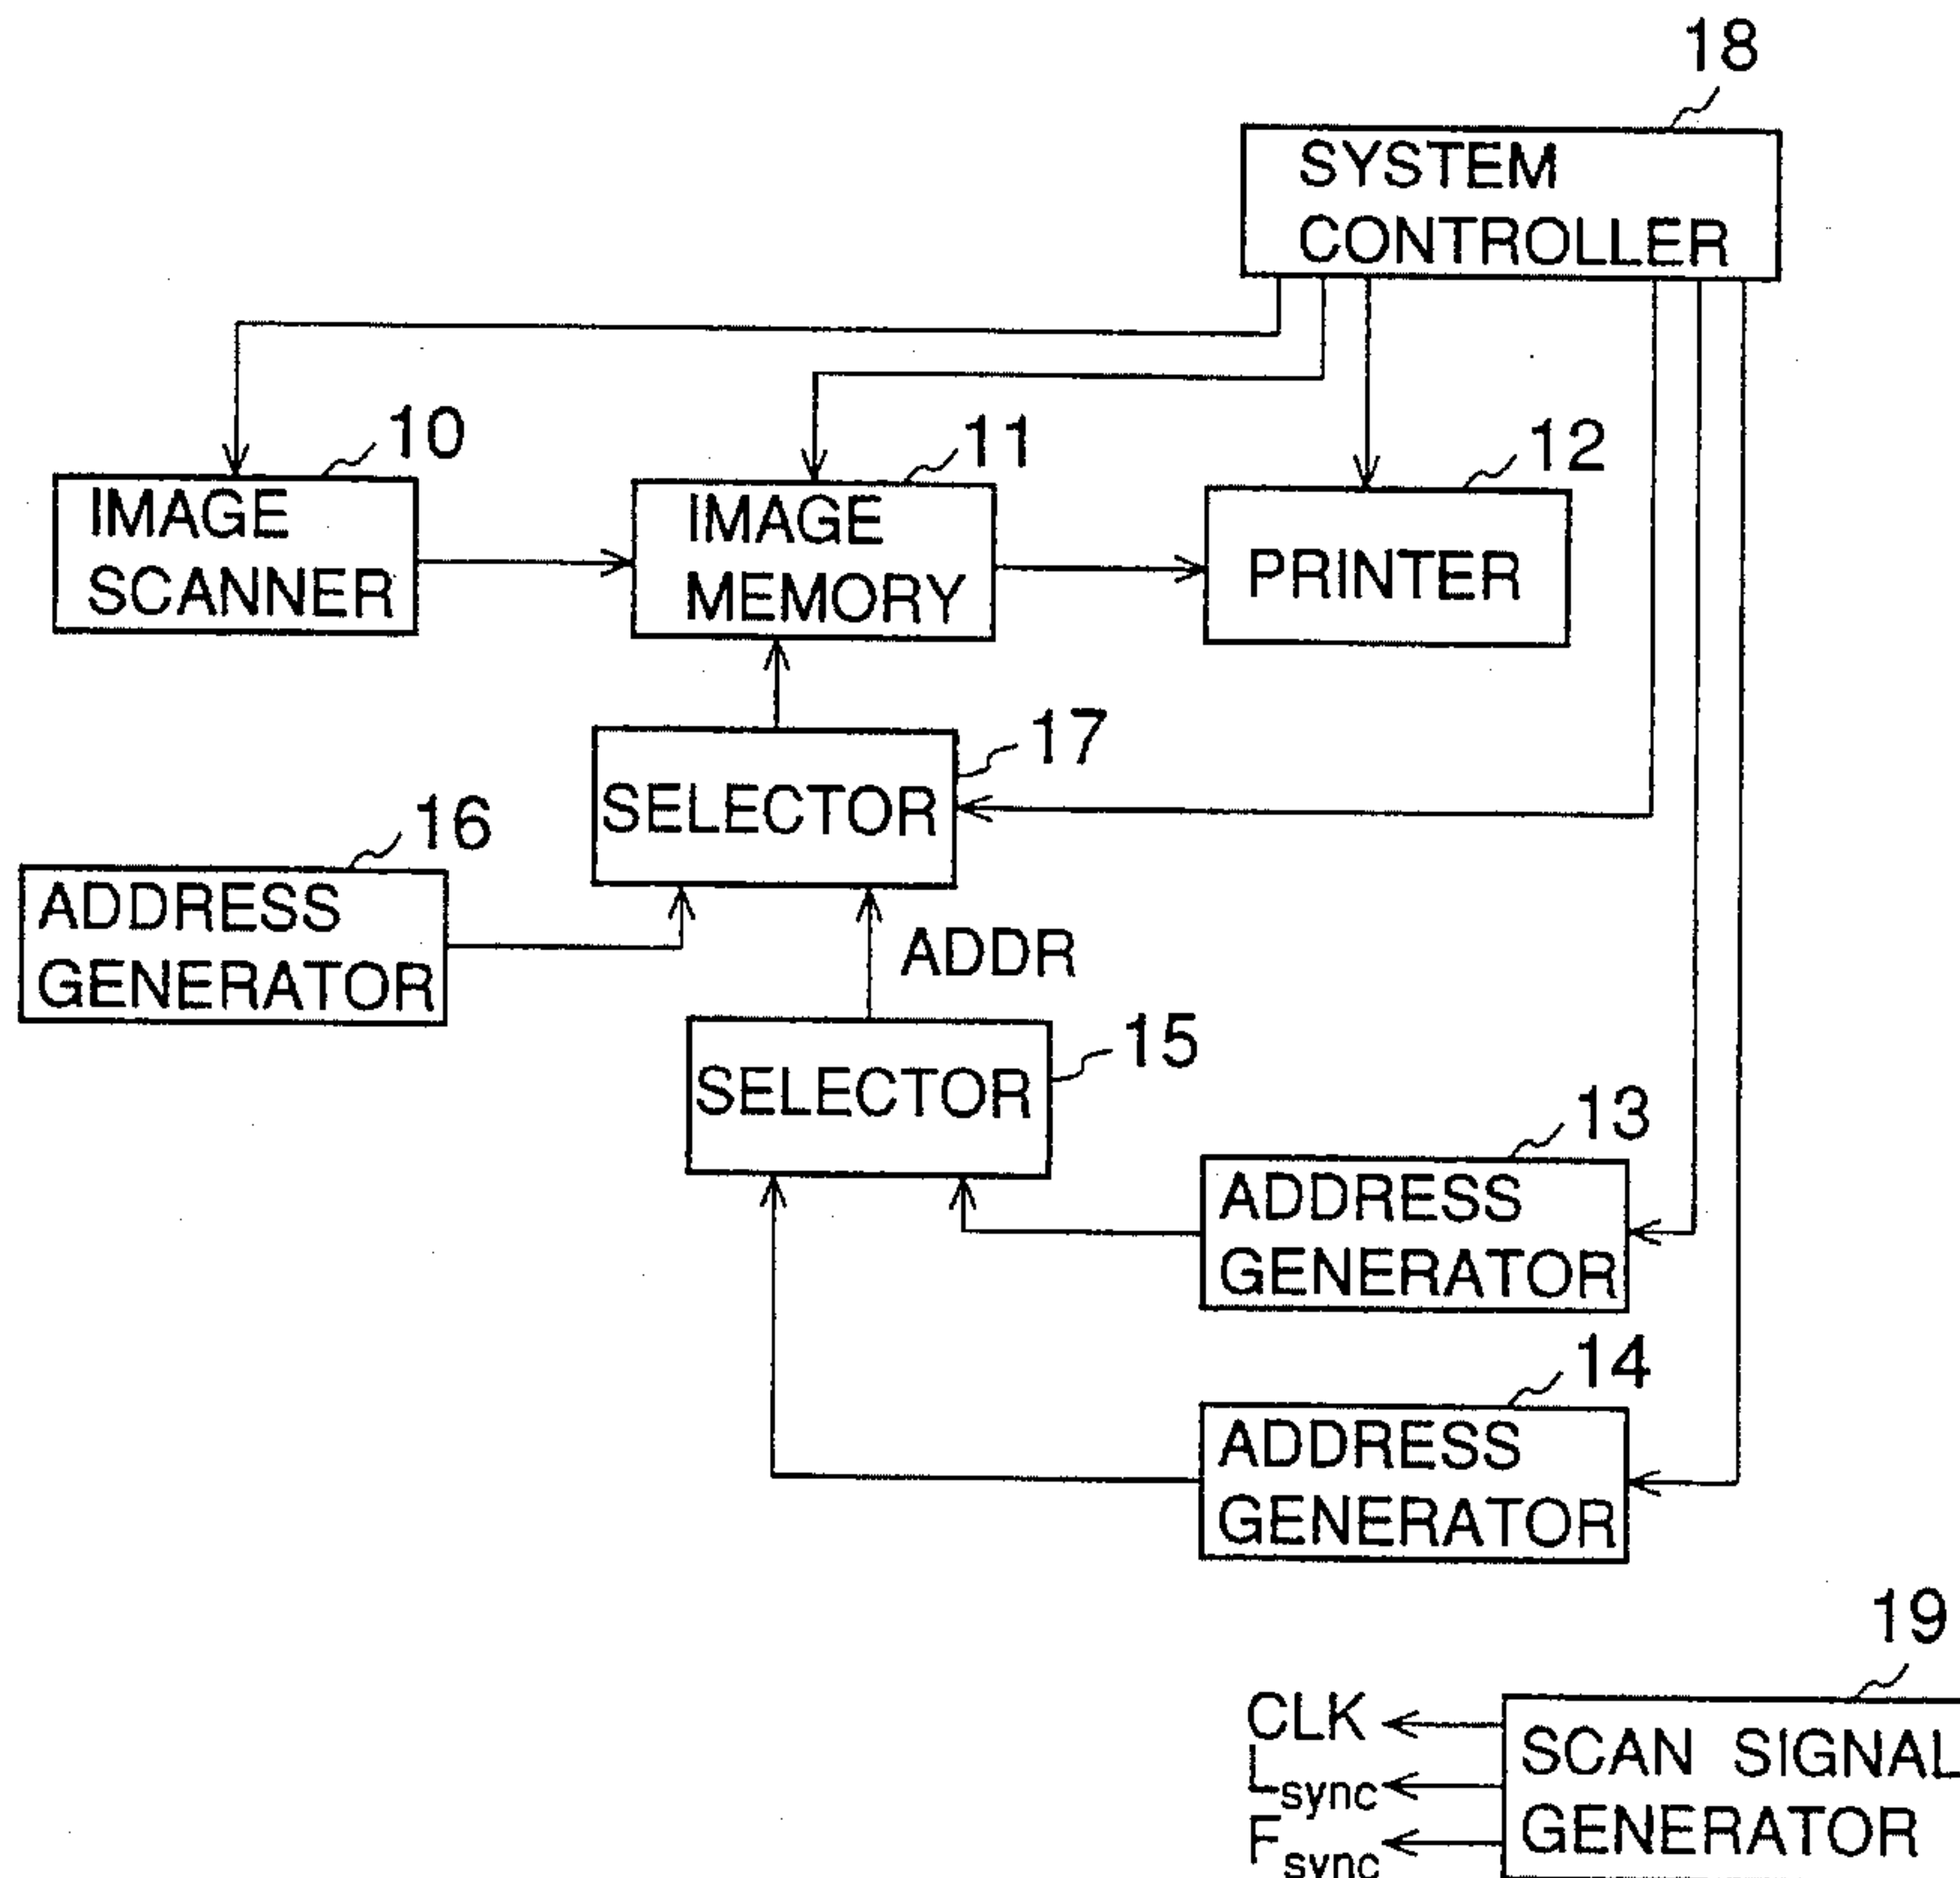 18
SYSTEM
CONTROLLER
10
IMAGE
SCANNER
11
IMAGE
MEMORY
12
PRINTER
17
SELECTOR
16
ADDRESS
GENERATOR
ADDR
15
SELECTOR
13
ADDRESS
GENERATOR
14
ADDRESS
GENERATOR
19
SCAN SIGNAL
GENERATOR
CLK
Lsync
Fsync